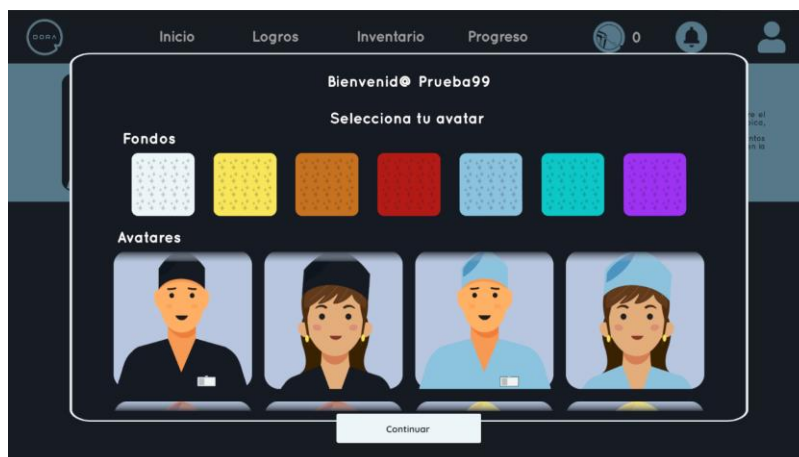 DORA
Inicio Logros Inventario Progreso 0
Bienvenid@ Prueba99
Selecciona tu avatar
Fondos
Avatares
Continuar